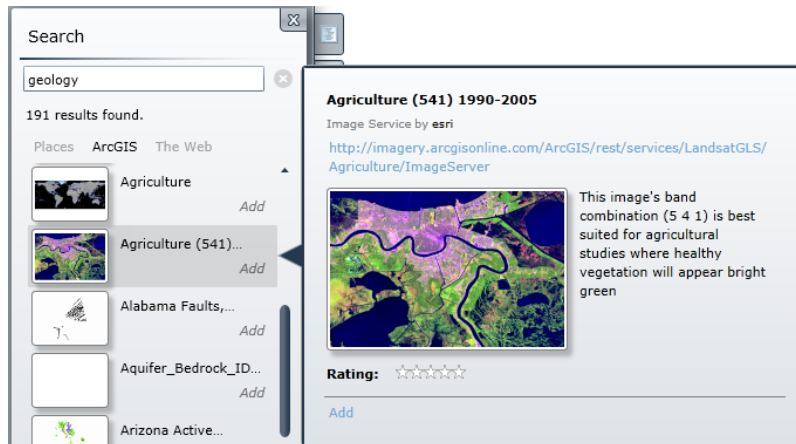 Search
geology
191 results found.
Places ArcGIS The Web
Agriculture
Add
Agriculture (541)...
Add
Alabama Faults,...
Add
Aquifer_Bedrock_ID...
Add
Arizona Active...
Agriculture (541) 1990-2005
Image Service by esri
http://imagery.arcgisonline.com/ArcGIS/rest/services/LandsatGLS/
Agriculture/ImageServer
This image's band
combination (5 4 1) is best
suited for agricultural
studies where healthy
vegetation will appear bright
green
Rating:
Add